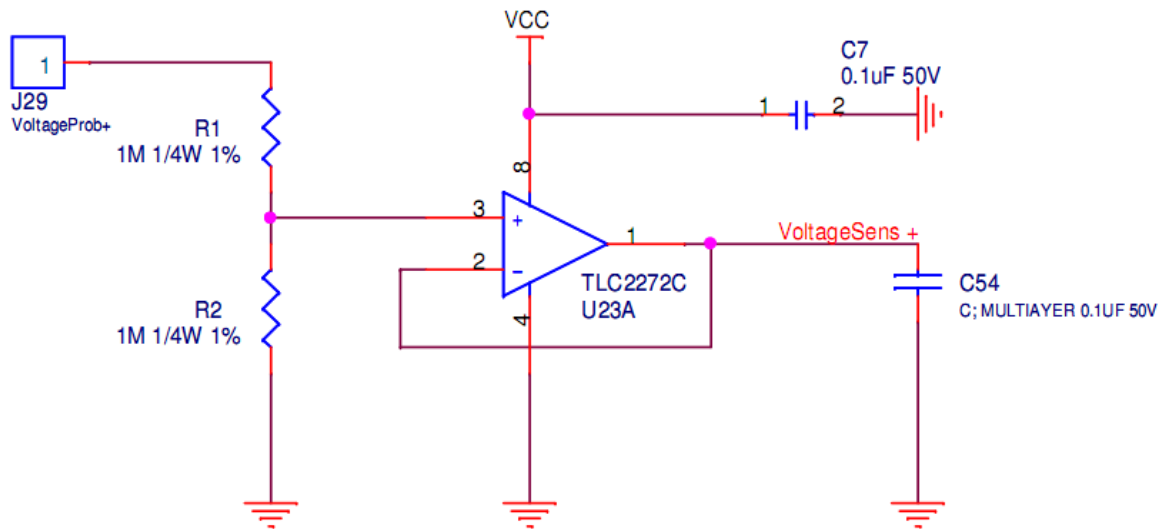 VCC
1
J29
VoltageProb+
R1
1M 1/4W 1%
C7
0.1uF 50V
1
2
8
3
+
2
-
1
4
TLC2272C
U23A
VoltageSens +
R2
1M 1/4W 1%
C54
C; MULTIAYER 0.1UF 50V